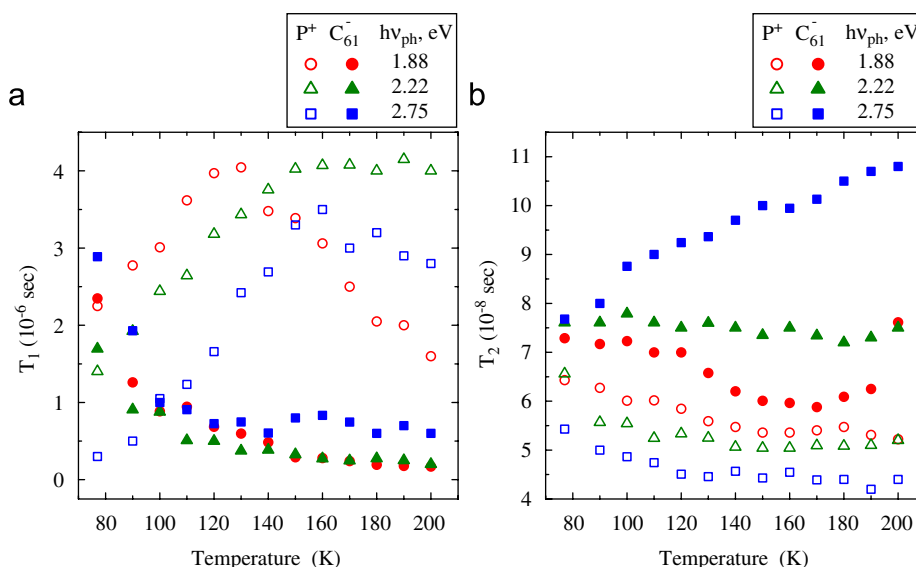 P⁺ C₆₁⁻ hν_ph, eV
1.88
2.22
2.75
a
4
3
2
1
0
T₁ (10⁻⁶ sec)
80 100 120 140 160 180 200
Temperature (K)
P⁺ C₆₁⁻ hν_ph, eV
1.88
2.22
2.75
b
11
10
9
8
7
6
5
4
T₂ (10⁻⁸ sec)
80 100 120 140 160 180 200
Temperature (K)